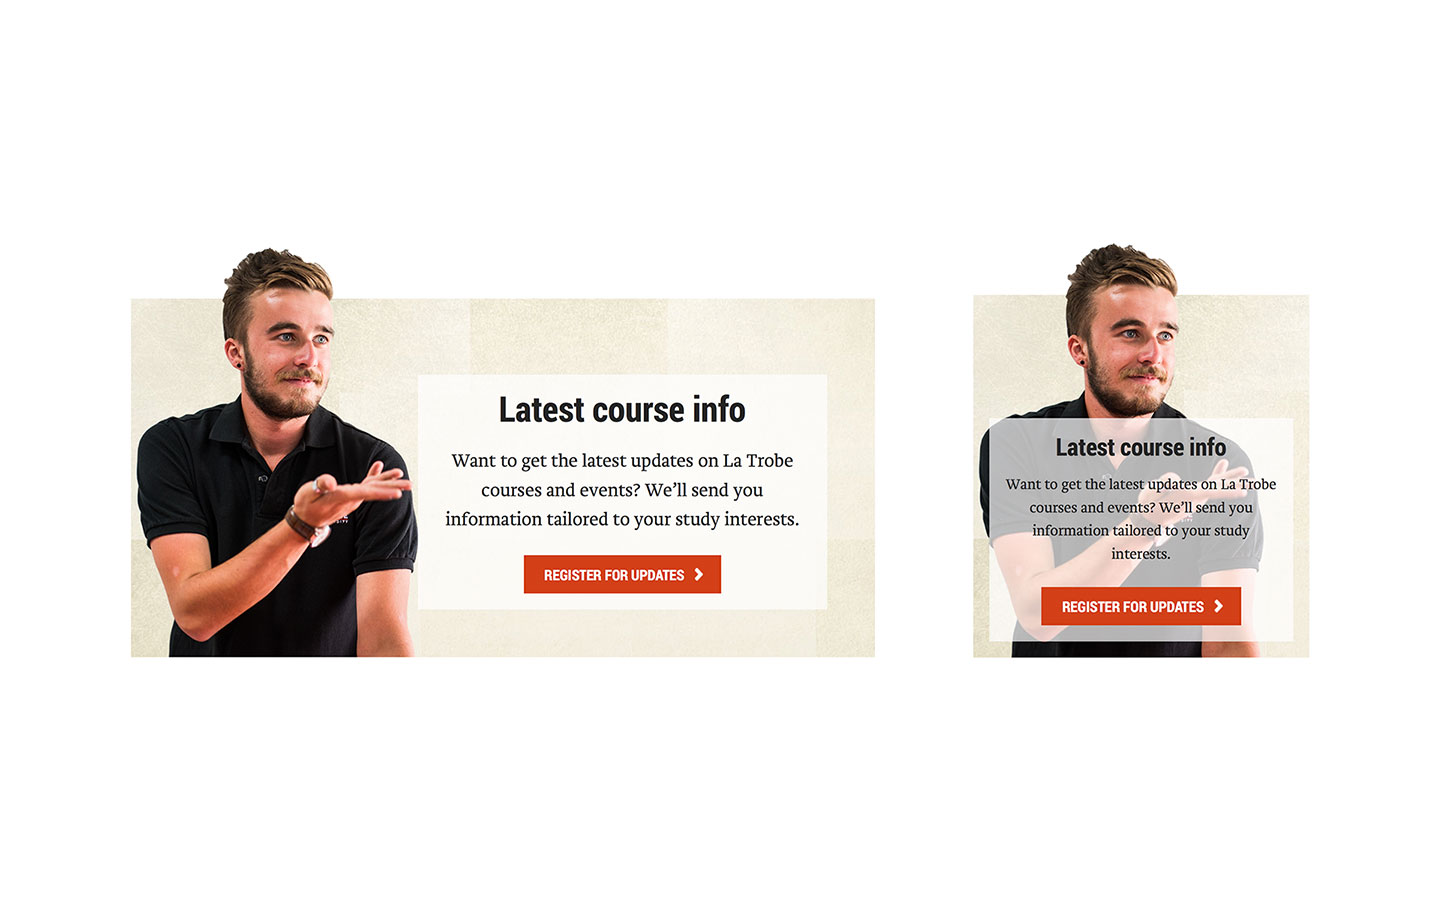 Latest course info
Want to get the latest updates on La Trobe
courses and events? We’ll send you
information tailored to your study interests.
REGISTER FOR UPDATES
Latest course info
Want to get the latest updates on La Trobe
courses and events? We’ll send you
information tailored to your study
interests.
REGISTER FOR UPDATES